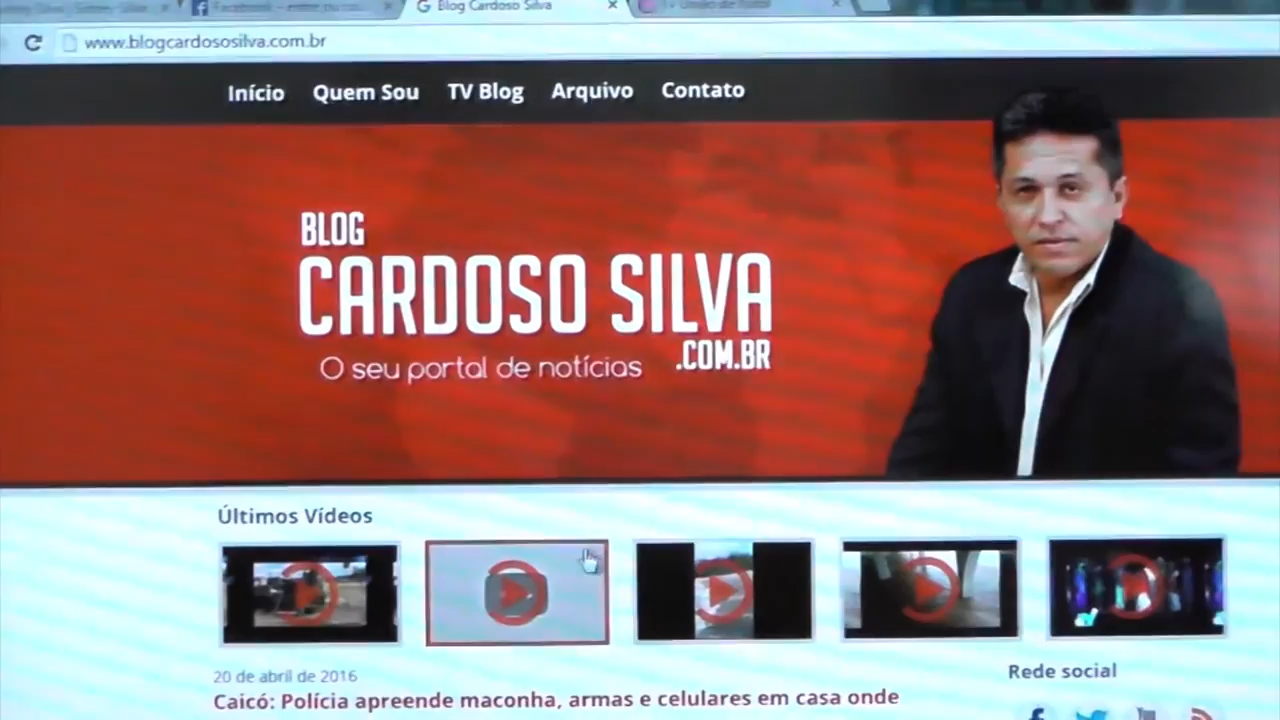 Blog Cardoso Silva
www.blogcardososilva.com.br
Início Quem Sou TV Blog Arquivo Contato
BLOG
CARDOSO SILVA
.COM.BR
O seu portal de notícias
Últimos Vídeos
20 de abril de 2016
Rede social
Caicó: Polícia apreende maconha, armas e celulares em casa onde